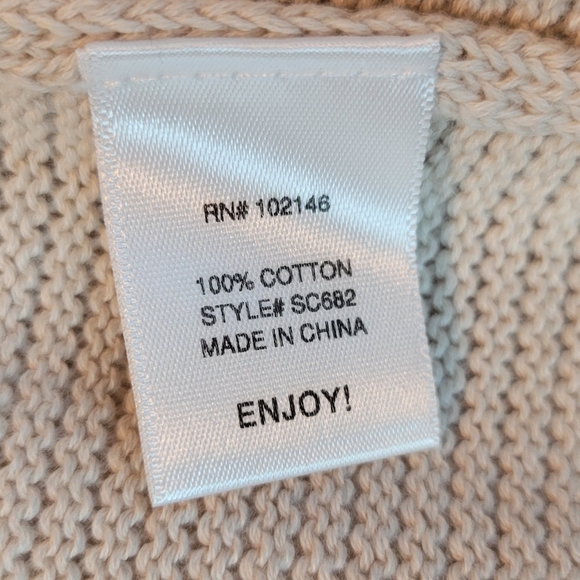 RN# 102146
100% COTTON
STYLE# SC682
MADE IN CHINA
ENJOY!